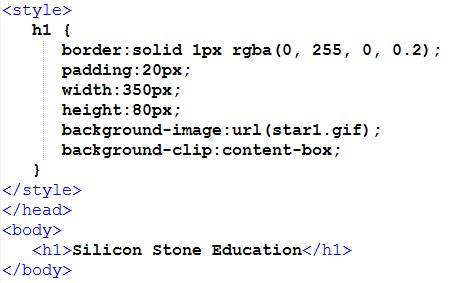 <style>
h1 {
border:solid 1px rgba(0, 255, 0, 0.2);
padding:20px;
width:350px;
height:80px;
background-image:url(star1.gif);
background-clip:content-box;
}
</style>
</head>
<body>
<h1>Silicon Stone Education</h1>
</body>